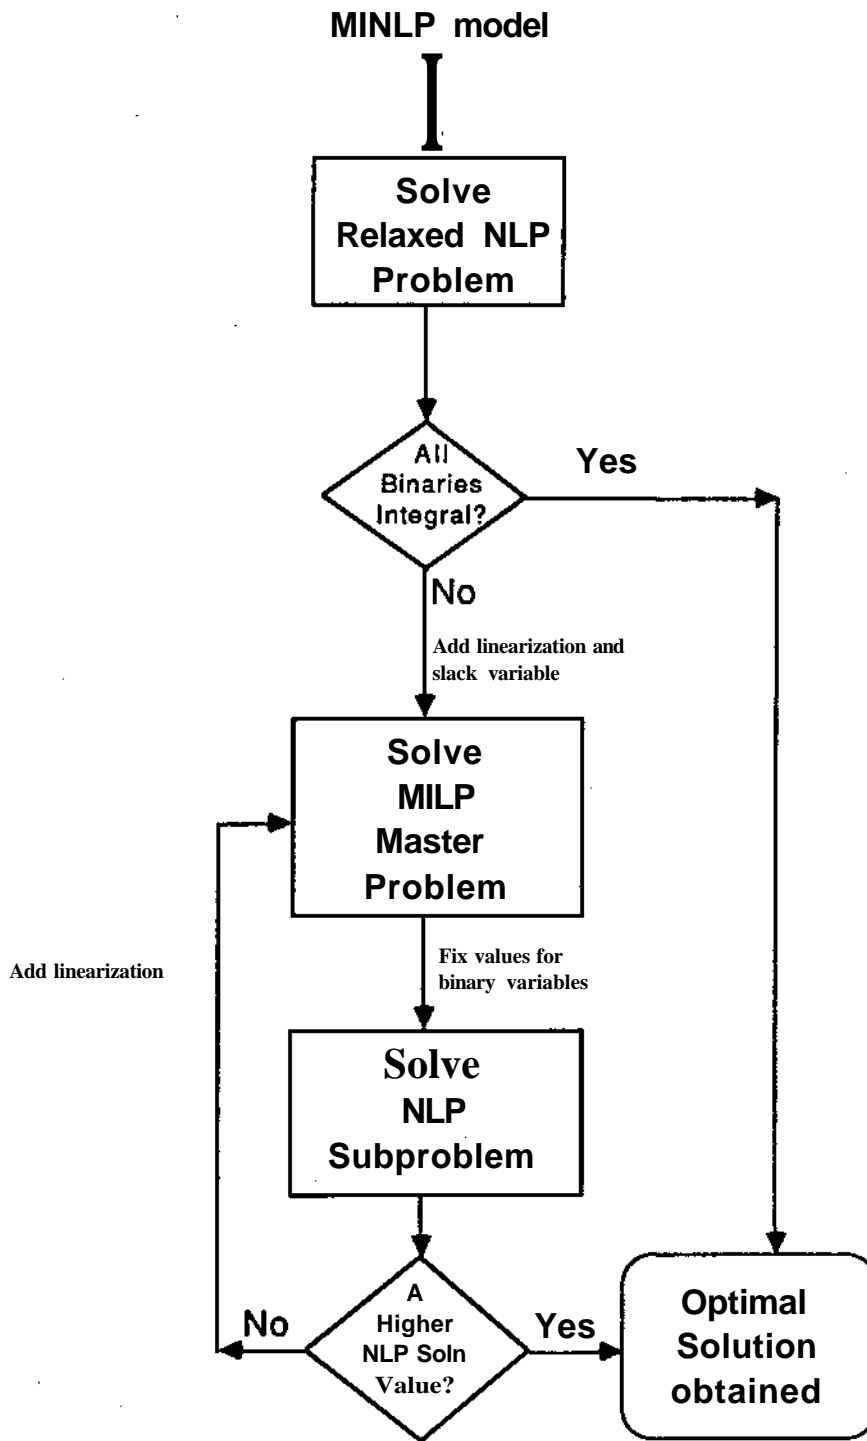 MINLP model
Solve
Relaxed NLP
Problem
All
Binaries
Integral?
Yes
No
Add linearization and
slack variable
Solve
MILP
Master
Problem
Add linearization
Fix values for
binary variables
Solve
NLP
Subproblem
A
Higher
NLP Soln
Value?
No
Yes
Optimal
Solution
obtained